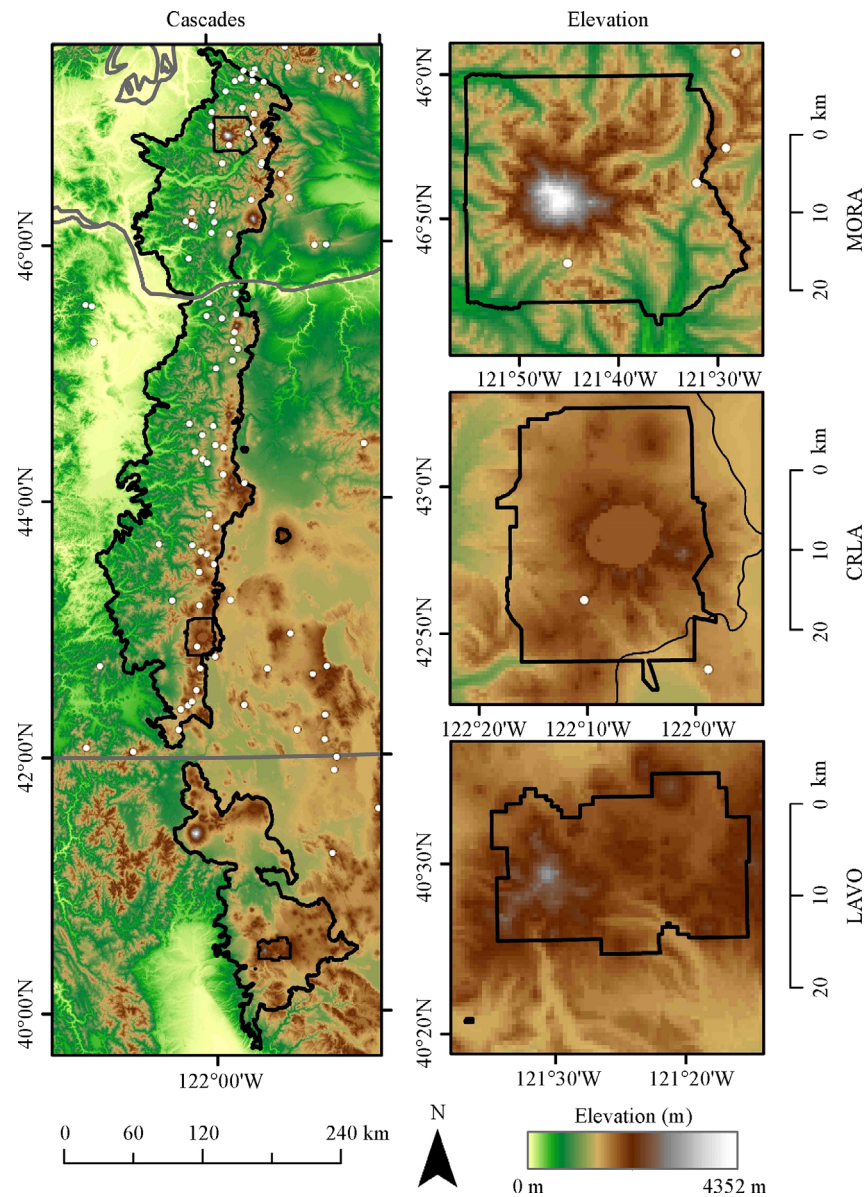 Cascades
Elevation
46°0'N
46°50'N
0 km
10
20
MORA
121°50'W
121°40'W
121°30'W
46°00'N
44°00'N
42°00'N
40°00'N
122°00'W
43°0'N
42°50'N
0 km
10
20
CRLA
122°20'W
122°10'W
122°0'W
40°30'N
40°20'N
0 km
10
20
LAVO
121°30'W
121°20'W
0
60
120
240 km
N
Elevation (m)
0 m
4352 m